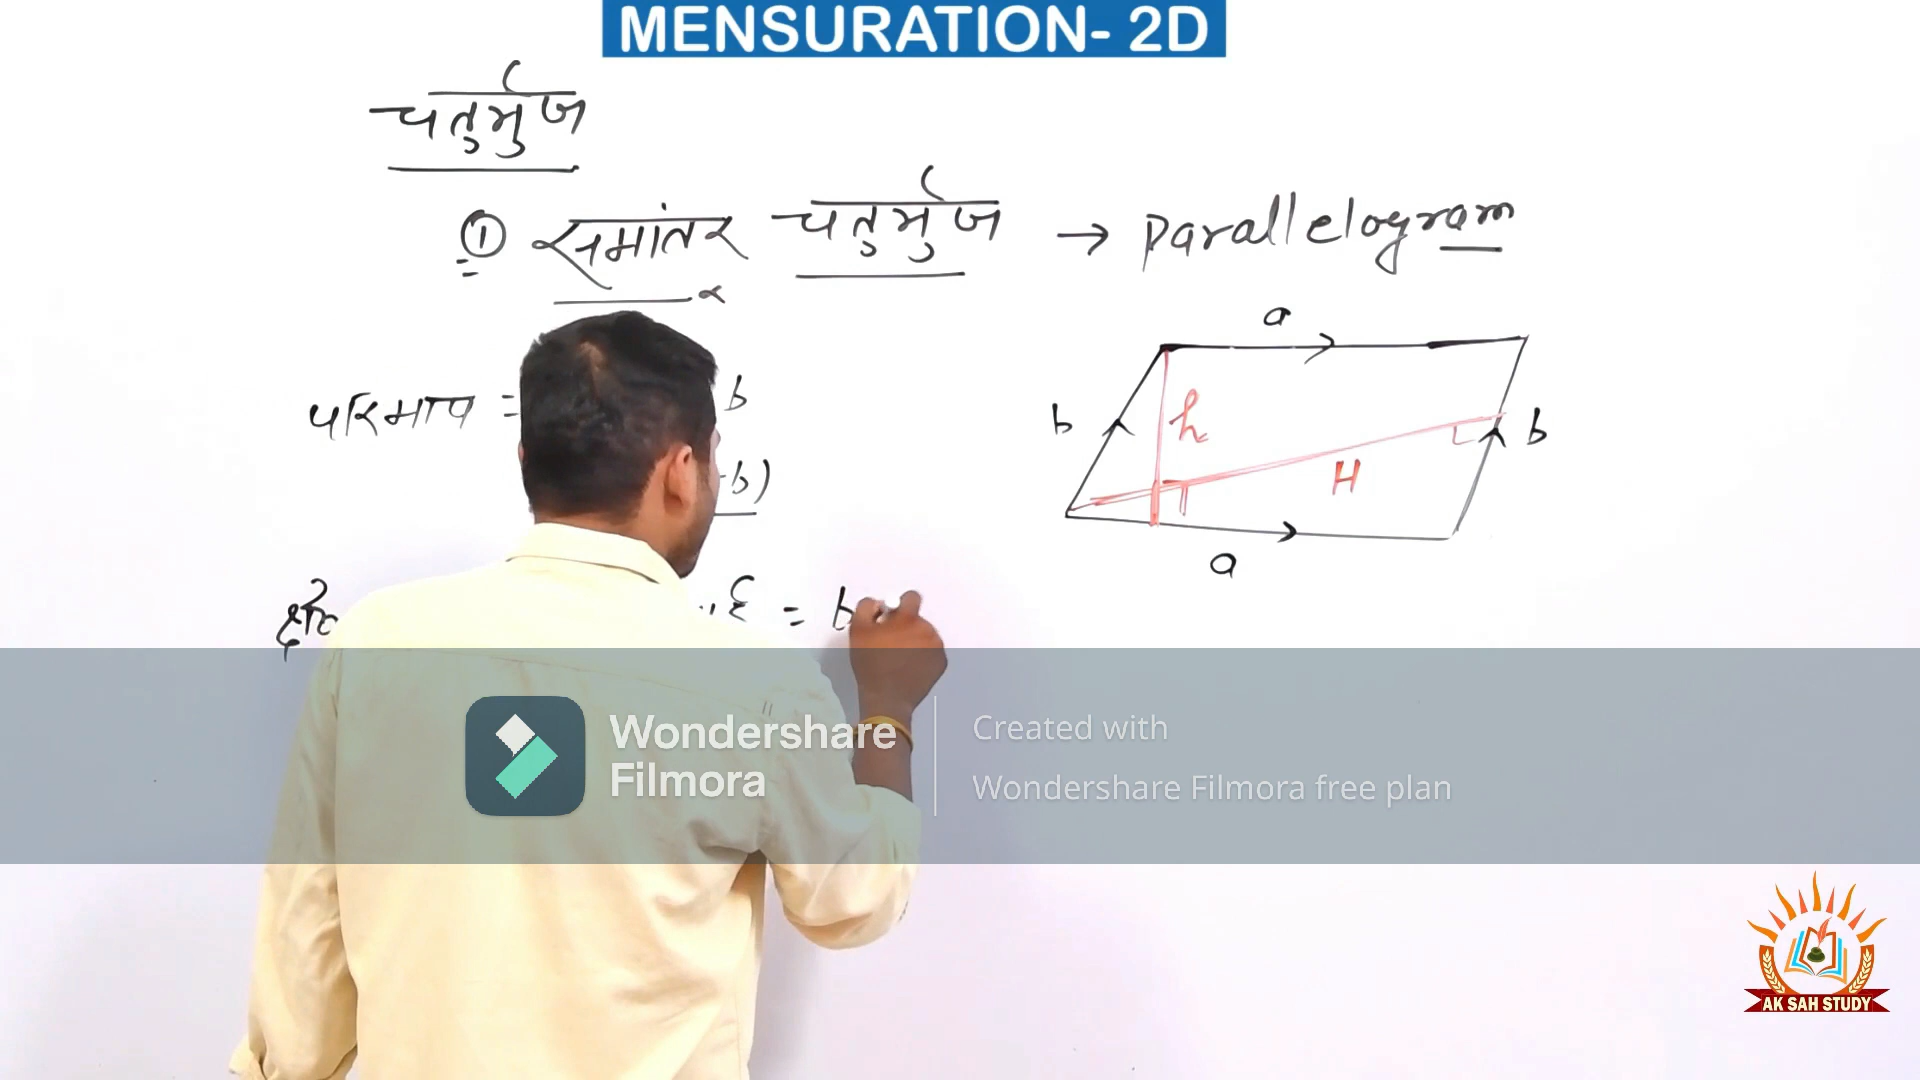 MENSURATION- 2D
चतुर्भुज
① समांतर चतुर्भुज → parallelogram
a
परिमाप = b
b h b
-b)
H
a
= b
Wondershare Filmora
Created with
Wondershare Filmora free plan
AK SAH STUDY